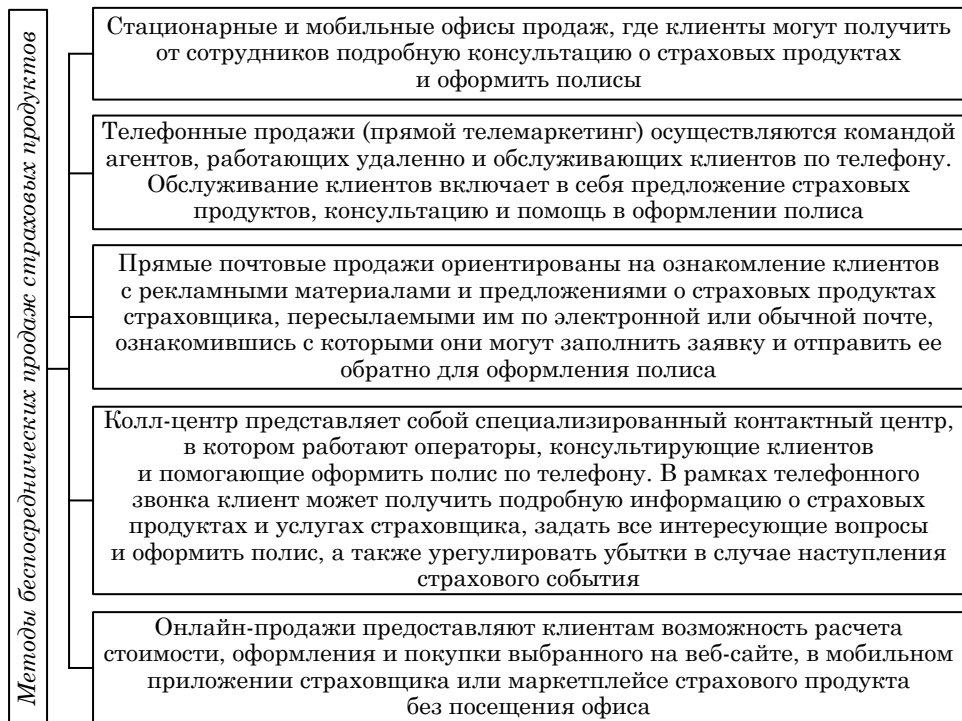 Методы беспосреднических продаж страховых продуктов
Стационарные и мобильные офисы продаж, где клиенты могут получить
от сотрудников подробную консультацию о страховых продуктах
и оформить полисы
Телефонные продажи (прямой телемаркетинг) осуществляются командой
агентов, работающих удаленно и обслуживающих клиентов по телефону.
Обслуживание клиентов включает в себя предложение страховых
продуктов, консультацию и помощь в оформлении полиса
Прямые почтовые продажи ориентированы на ознакомление клиентов
с рекламными материалами и предложениями о страховых продуктах
страховщика, пересылаемыми им по электронной или обычной почте,
ознакомившись с которыми они могут заполнить заявку и отправить ее
обратно для оформления полиса
Колл-центр представляет собой специализированный контактный центр,
в котором работают операторы, консультирующие клиентов
и помогающие оформить полис по телефону. В рамках телефонного
звонка клиент может получить подробную информацию о страховых
продуктах и услугах страховщика, задать все интересующие вопросы
и оформить полис, а также урегулировать убытки в случае наступления
страхового события
Онлайн-продажи предоставляют клиентам возможность расчета
стоимости, оформления и покупки выбранного на веб-сайте, в мобильном
приложении страховщика или маркетплейсе страхового продукта
без посещения офиса